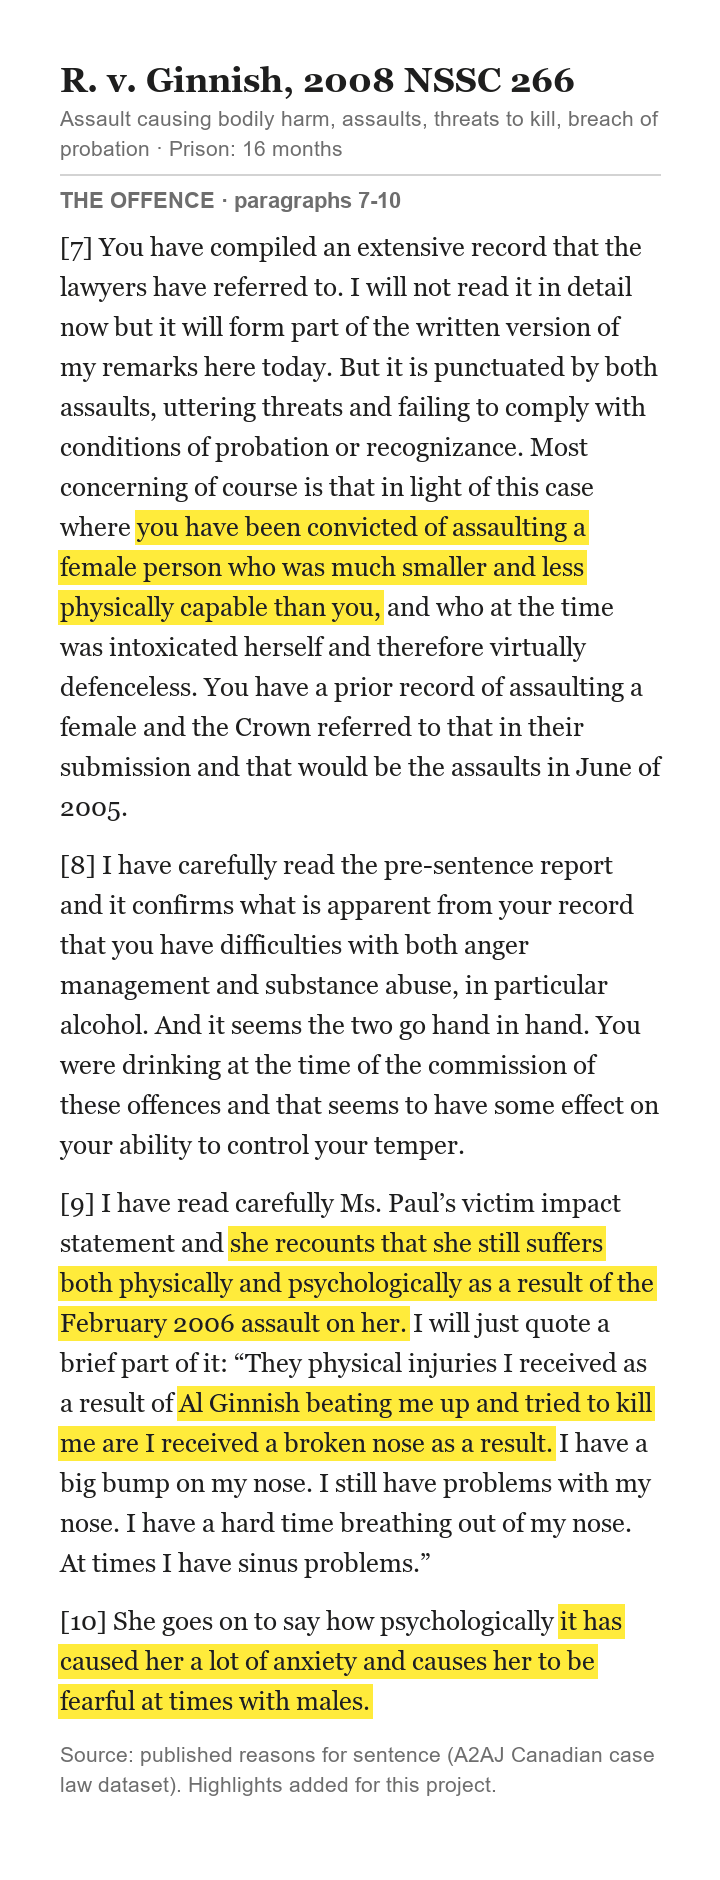 R. v. Ginnish, 2008 NSSC 266
Assault causing bodily harm, assaults, threats to kill, breach of
probation · Prison: 16 months
THE OFFENCE · paragraphs 7-10
[7] You have compiled an extensive record that the
lawyers have referred to. I will not read it in detail
now but it will form part of the written version of
my remarks here today. But it is punctuated by both
assaults, uttering threats and failing to comply with
conditions of probation or recognizance. Most
concerning of course is that in light of this case
where you have been convicted of assaulting a
female person who was much smaller and less
physically capable than you, and who at the time
was intoxicated herself and therefore virtually
defenceless. You have a prior record of assaulting a
female and the Crown referred to that in their
submission and that would be the assaults in June of
2005.
[8] I have carefully read the pre-sentence report
and it confirms what is apparent from your record
that you have difficulties with both anger
management and substance abuse, in particular
alcohol. And it seems the two go hand in hand. You
were drinking at the time of the commission of
these offences and that seems to have some effect on
your ability to control your temper.
[9] I have read carefully Ms. Paul’s victim impact
statement and she recounts that she still suffers
both physically and psychologically as a result of the
February 2006 assault on her. I will just quote a
brief part of it: “They physical injuries I received as
a result of Al Ginnish beating me up and tried to kill
me are I received a broken nose as a result. I have a
big bump on my nose. I still have problems with my
nose. I have a hard time breathing out of my nose.
At times I have sinus problems.”
[10] She goes on to say how psychologically it has
caused her a lot of anxiety and causes her to be
fearful at times with males.
Source: published reasons for sentence (A2AJ Canadian case
law dataset). Highlights added for this project.